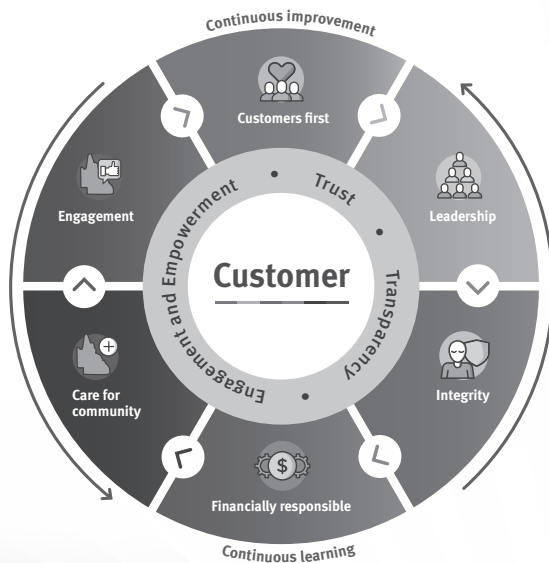 Continuous improvement
Customers first
Leadership
Integrity
Financially responsible
Care for
community
Engagement
Trust
Transparency
Engagement and Empowerment
Customer
$
Continuous learning